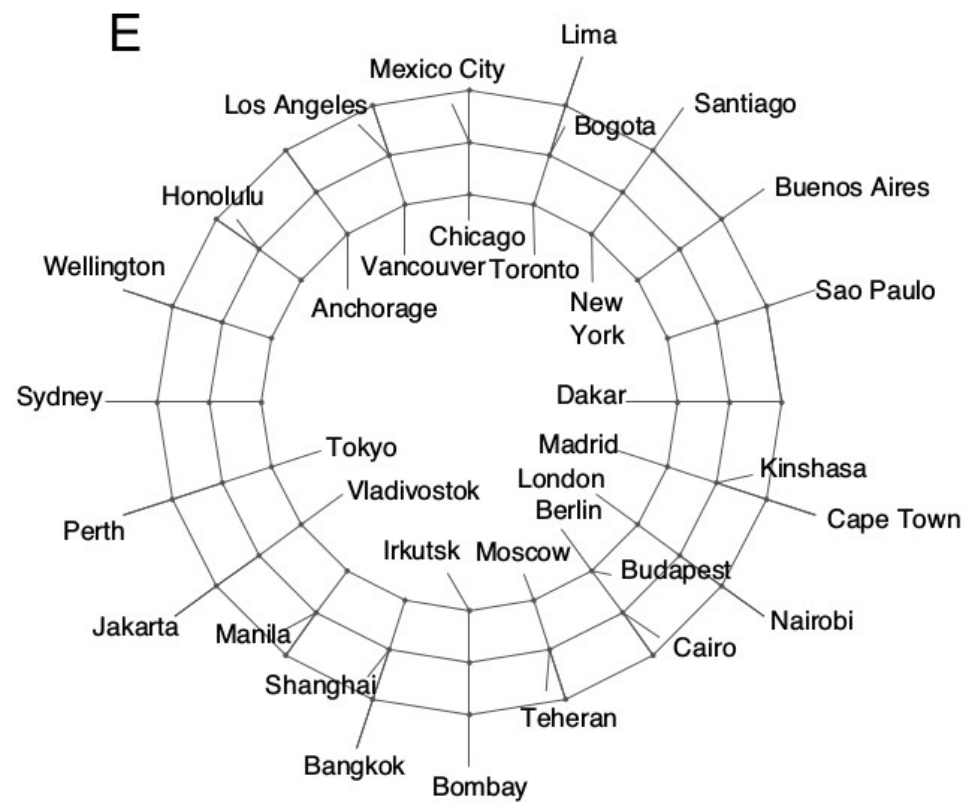 E
Lima
Mexico City
Los Angeles
Santiago
Bogota
Honolulu
Buenos Aires
Chicago
Wellington
Vancouver
Toronto
Anchorage
New
York
Sao Paulo
Sydney
Dakar
Tokyo
Madrid
Kinshasa
London
Vladivostok
Berlin
Perth
Cape Town
Irkutsk
Moscow
Budapest
Jakarta
Manila
Nairobi
Cairo
Shanghai
Teheran
Bangkok
Bombay